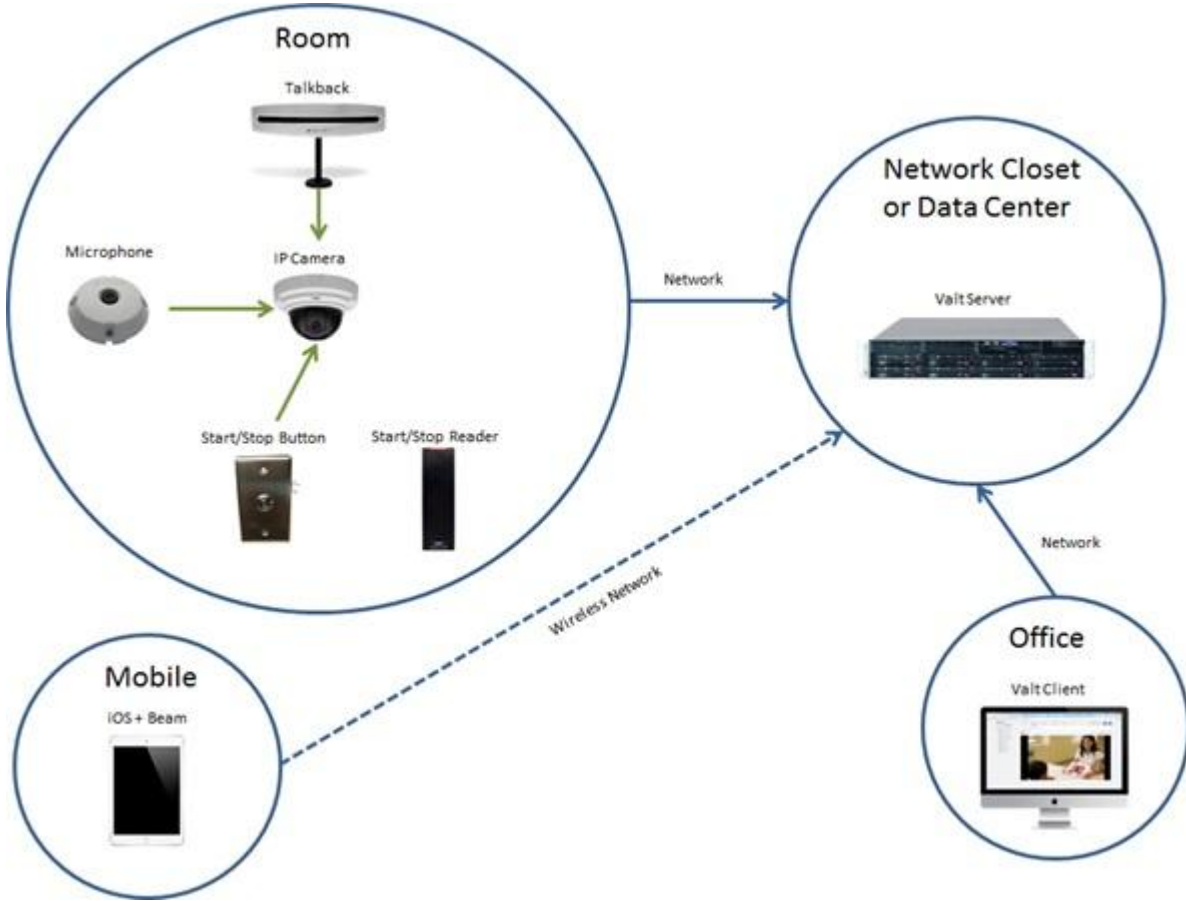 Room
Talkback
Microphone
IP Camera
Start/Stop Button
Start/Stop Reader
Network
Network Closet
or Data Center
Valt Server
Wireless Network
Network
Mobile
iOS + Beam
Office
Valt Client